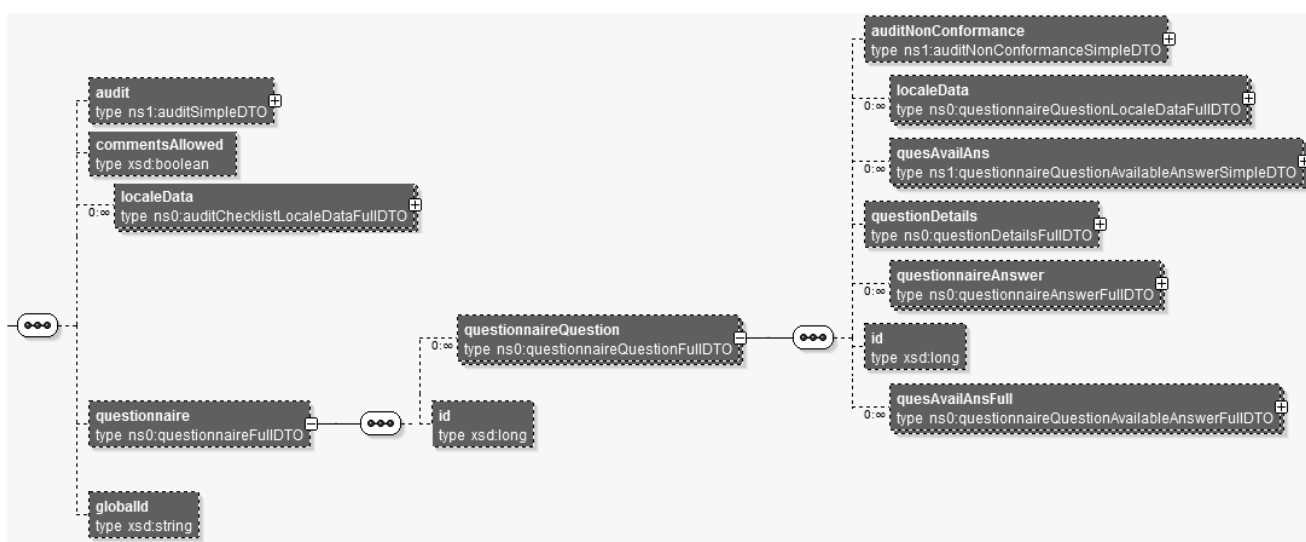 audit
type ns1:auditSimpleDTO
commentsAllowed
type xsd:boolean
0:∞
localeData
type ns0:auditChecklistLocaleDataFullDTO
questionnaire
type ns0:questionnaireFullDTO
globalId
type xsd:string
0:∞
questionnaireQuestion
type ns0:questionnaireQuestionFullDTO
id
type xsd:long
auditNonConformance
type ns1:auditNonConformanceSimpleDTO
0:∞
localeData
type ns0:questionnaireQuestionLocaleDataFullDTO
0:∞
quesAvailAns
type ns1:questionnaireQuestionAvailableAnswerSimpleDTO
questionDetails
type ns0:questionDetailsFullDTO
0:∞
questionnaireAnswer
type ns0:questionnaireAnswerFullDTO
id
type xsd:long
0:∞
quesAvailAnsFull
type ns0:questionnaireQuestionAvailableAnswerFullDTO